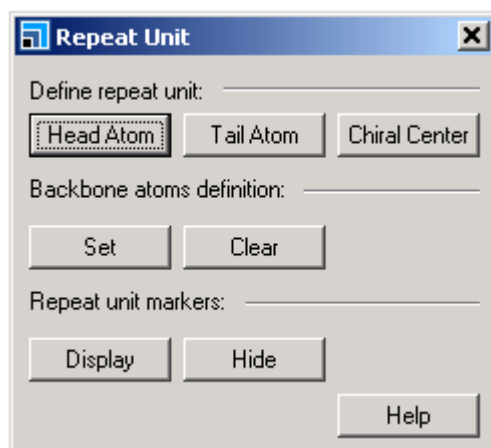 Repeat Unit
Define repeat unit:
Head Atom Tail Atom Chiral Center
Backbone atoms definition:
Set Clear
Repeat unit markers:
Display Hide
Help